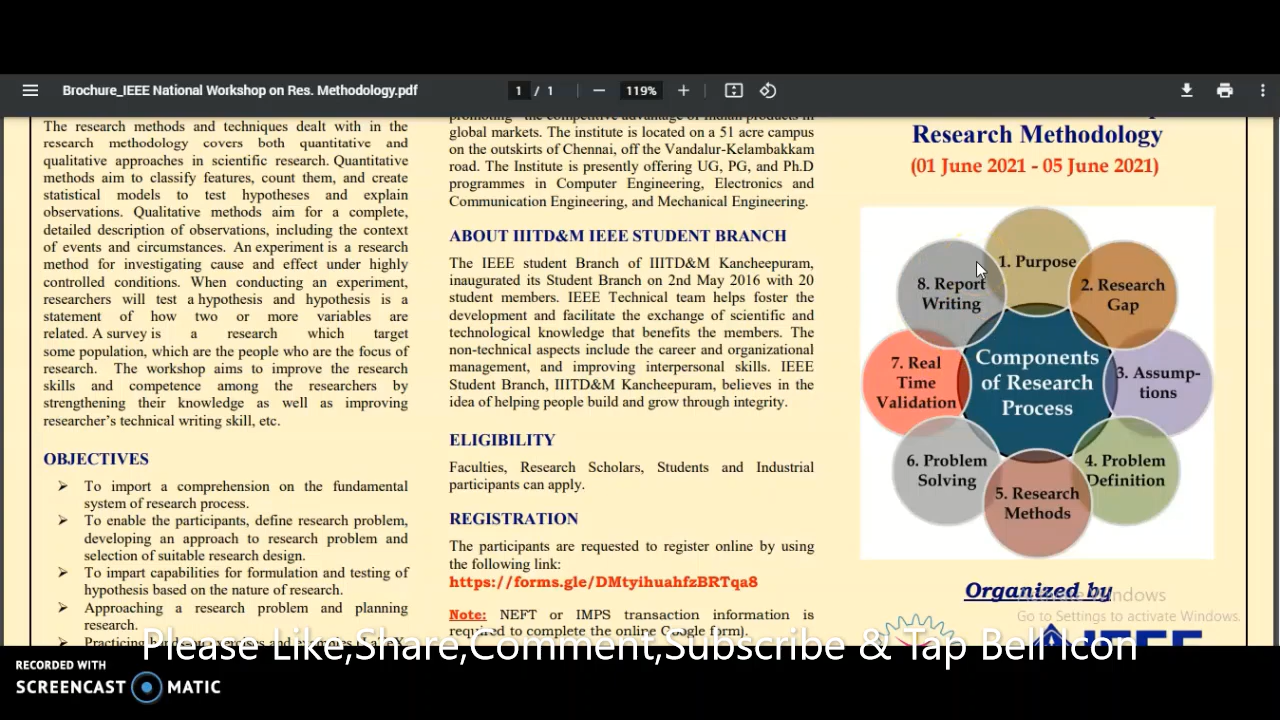 Brochure_IEEE National Workshop on Res. Methodology.pdf
1 / 1
119%
The research methods and techniques dealt with in the
research methodology covers both quantitative and
qualitative approaches in scientific research. Quantitative
methods aim to classify features, count them, and create
statistical models to test hypotheses and explain
observations. Qualitative methods aim for a complete,
detailed description of observations, including the context
of events and circumstances. An experiment is a research
method for investigating cause and effect under highly
controlled conditions. When conducting an experiment,
researchers will test a hypothesis and hypothesis is a
statement of how two or more variables are
related. A survey is a research which target
some population, which are the people who are the focus of
research. The workshop aims to improve the research
skills and competence among the researchers by
strengthening their knowledge as well as improving
researcher's technical writing skill, etc.
OBJECTIVES
➢ To import a comprehension on the fundamental
system of research process.
➢ To enable the participants, define research problem,
developing an approach to research problem and
selection of suitable research design.
➢ To impart capabilities for formulation and testing of
hypothesis based on the nature of research.
➢ Approaching a research problem and planning
research.
promoting the competitive advantage of Indian products in
global markets. The institute is located on a 51 acre campus
on the outskirts of Chennai, off the Vandalur-Kelambakkam
road. The Institute is presently offering UG, PG, and Ph.D
programmes in Computer Engineering, Electronics and
Communication Engineering, and Mechanical Engineering.
ABOUT IIITD&M IEEE STUDENT BRANCH
The IEEE student Branch of IIITD&M Kancheepuram,
inaugurated its Student Branch on 2nd May 2016 with 20
student members. IEEE Technical team helps foster the
development and facilitate the exchange of scientific and
technological knowledge that benefits the members. The
non-technical aspects include the career and organizational
management, and improving interpersonal skills. IEEE
Student Branch, IIITD&M Kancheepuram, believes in the
idea of helping people build and grow through integrity.
ELIGIBILITY
Faculties, Research Scholars, Students and Industrial
participants can apply.
REGISTRATION
The participants are requested to register online by using
the following link:
https://forms.gle/DMtyihuahfzBRTqa8
Note: NEFT or IMPS transaction information is
required to complete the online Google form).
Research Methodology
(01 June 2021 - 05 June 2021)
1. Purpose
2. Research
Gap
3. Assump-
tions
4. Problem
Definition
5. Research
Methods
6. Problem
Solving
7. Real
Time
Validation
8. Report
Writing
Components
of Research
Process
Organized by
Windows
Go to Settings to activate Windows.
IEEE
Please Like,Share,Comment,Subscribe & Tap Bell Icon
RECORDED WITH
SCREENCAST MATIC